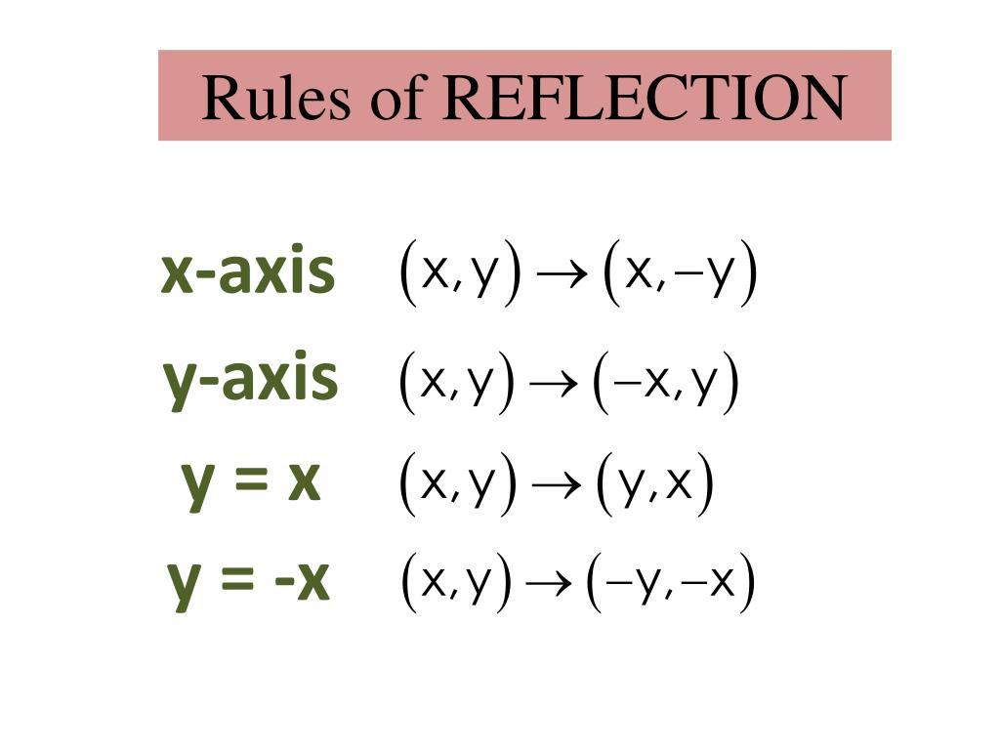 Rules of REFLECTION
x-axis (x,y)→(x,−y)
y-axis (x,y)→(−x,y)
y = x (x,y)→(y,x)
y = -x (x,y)→(−y,−x)